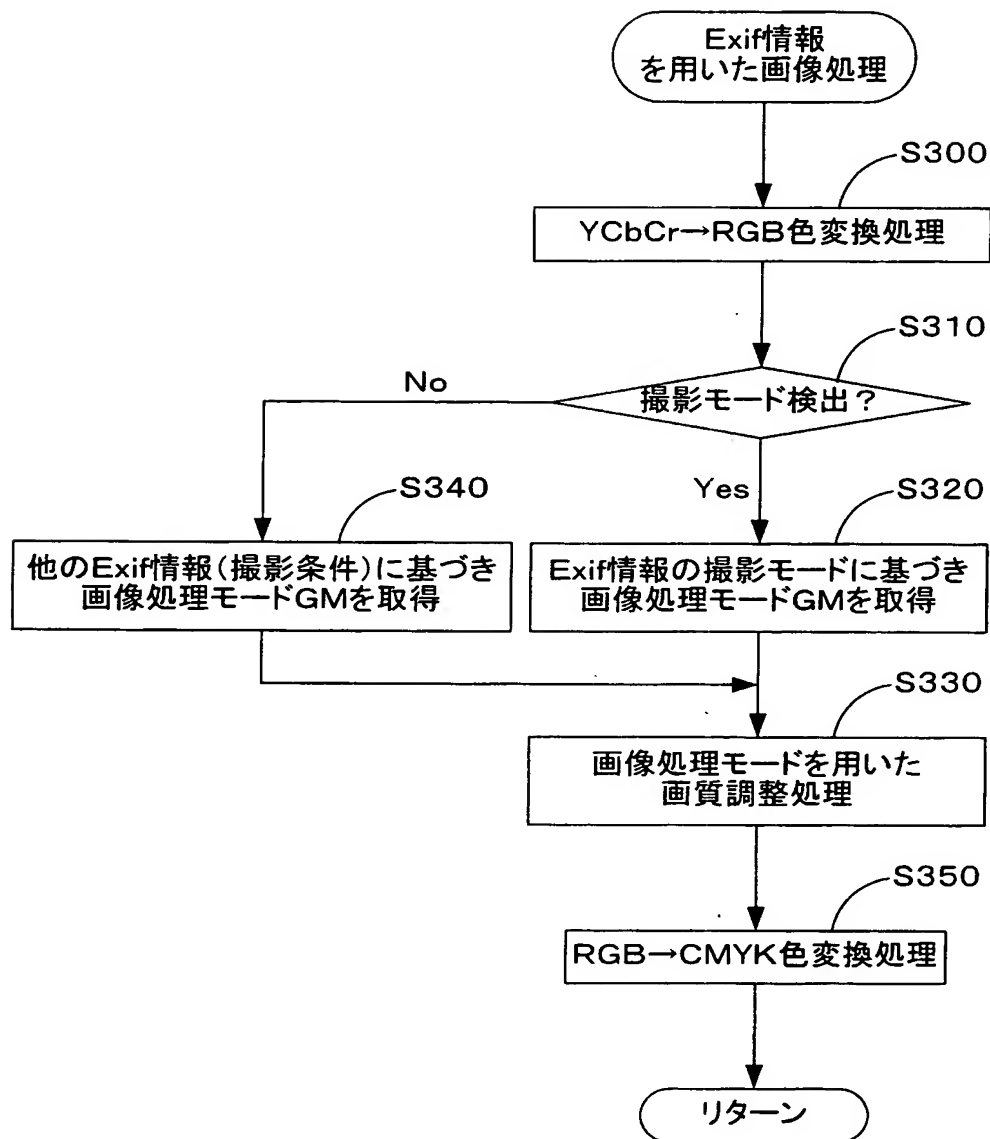 Exif情報
を用いた画像処理
S300
YCbCr→RGB色変換処理
S310
撮影モード検出？
No
Yes
S340
他のExif情報（撮影条件）に基づき
画像処理モードGMを取得
S320
Exif情報の撮影モードに基づき
画像処理モードGMを取得
S330
画像処理モードを用いた
画質調整処理
S350
RGB→CMYK色変換処理
リターン